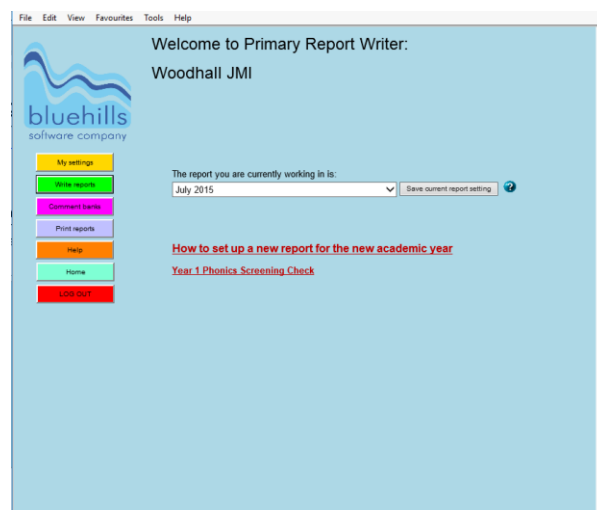 File Edit View Favourites Tools Help
Welcome to Primary Report Writer:
Woodhall JMI
bluehills
software company
My settings
Write reports
Comment banks
Print reports
Help
Home
LOG OUT
The report you are currently working in is:
July 2015 Save current report setting ?
How to set up a new report for the new academic year
Year 1 Phonics Screening Check